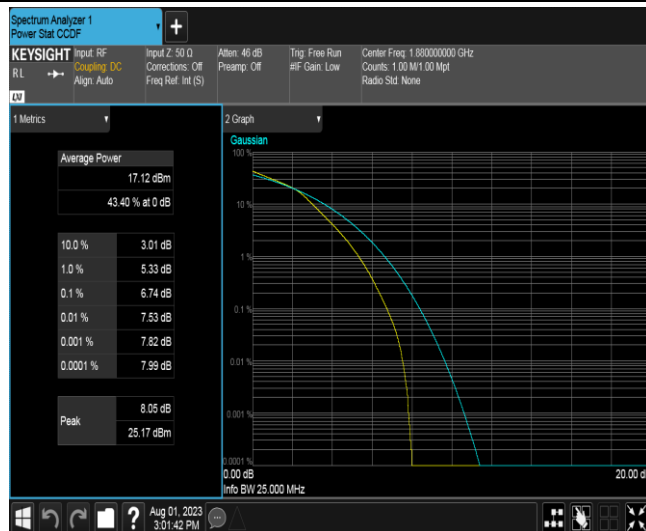 Spectrum Analyzer 1
Power Stat CCDF
+
KEYSIGHT
RL
Input: RF
Coupling: DC
Align: Auto
Input Z: 50 Ω
Corrections: Off
Freq Ref: Int (S)
Atten: 46 dB
Preamp: Off
Trig: Free Run
#IF Gain: Low
Center Freq: 1.880000000 GHz
Counts: 1.00 M/1.00 Mpt
Radio Std: None
1 Metrics
Average Power
17.12 dBm
43.40 % at 0 dB
10.0 % 3.01 dB
1.0 % 5.33 dB
0.1 % 6.74 dB
0.01 % 7.53 dB
0.001 % 7.82 dB
0.0001 % 7.99 dB
Peak 8.05 dB
25.17 dBm
2 Graph
Gaussian
100 %
10 %
1 %
0.1 %
0.01 %
0.001 %
0.0001 %
0.00 dB
20.00 d
Info BW 25.000 MHz
?
Aug 01, 2023
3:01:42 PM